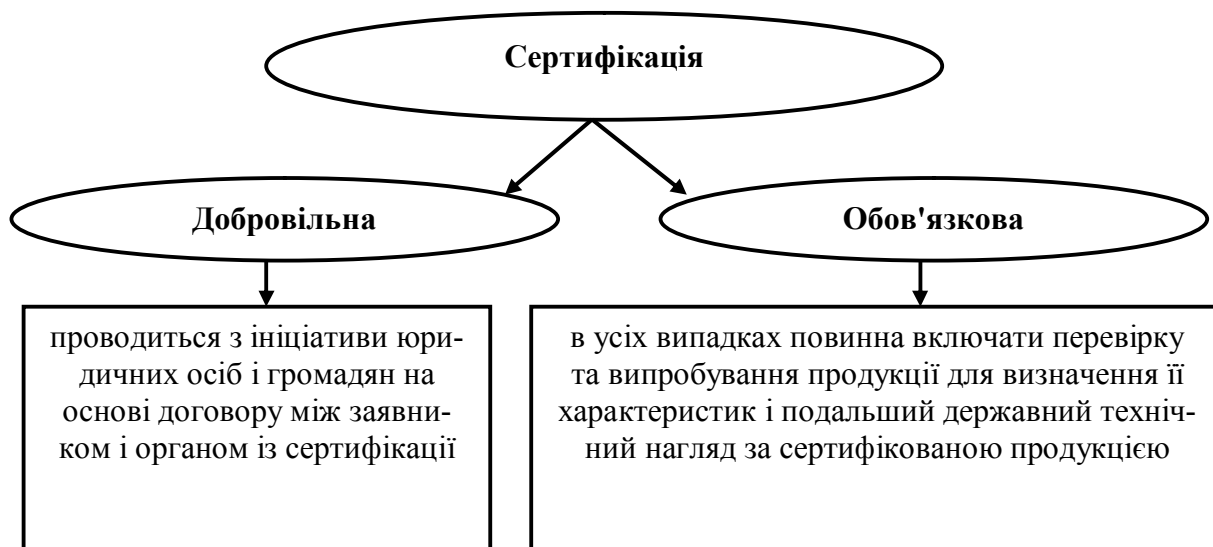 Сертифікація
Добровільна
Обов'язкова
проводиться з ініціативи юри-
дичних осіб і громадян на
основі договору між заявни-
ком і органом із сертифікації
в усіх випадках повинна включати перевірку
та випробування продукції для визначення її
характеристик і подальший державний техніч-
ний нагляд за сертифікованою продукцією